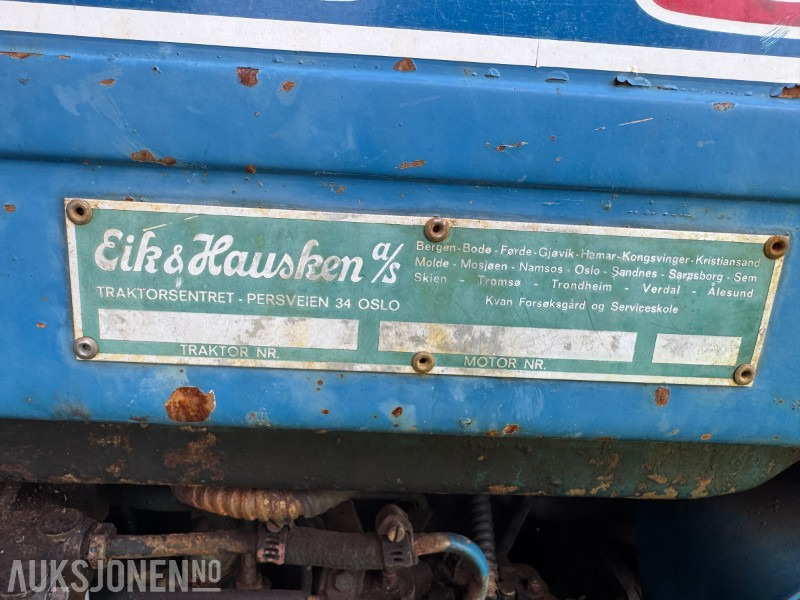 Eik & Hausken a/s
TRAKTORSENTRET - PERSVEIEN 34 OSLO
Bergen - Bodø - Førde - Gjøvik - Hamar - Kongsvinger - Kristiansand
Molde - Mosjøen - Namsos - Oslo - Sandnes - Sarpsborg - Sem
Skien - Tromsø - Trondheim - Verdal - Ålesund
Kvan Forsøksgård og Serviceskole
TRAKTOR NR.
MOTOR NR.
AUKSJONEN.NO